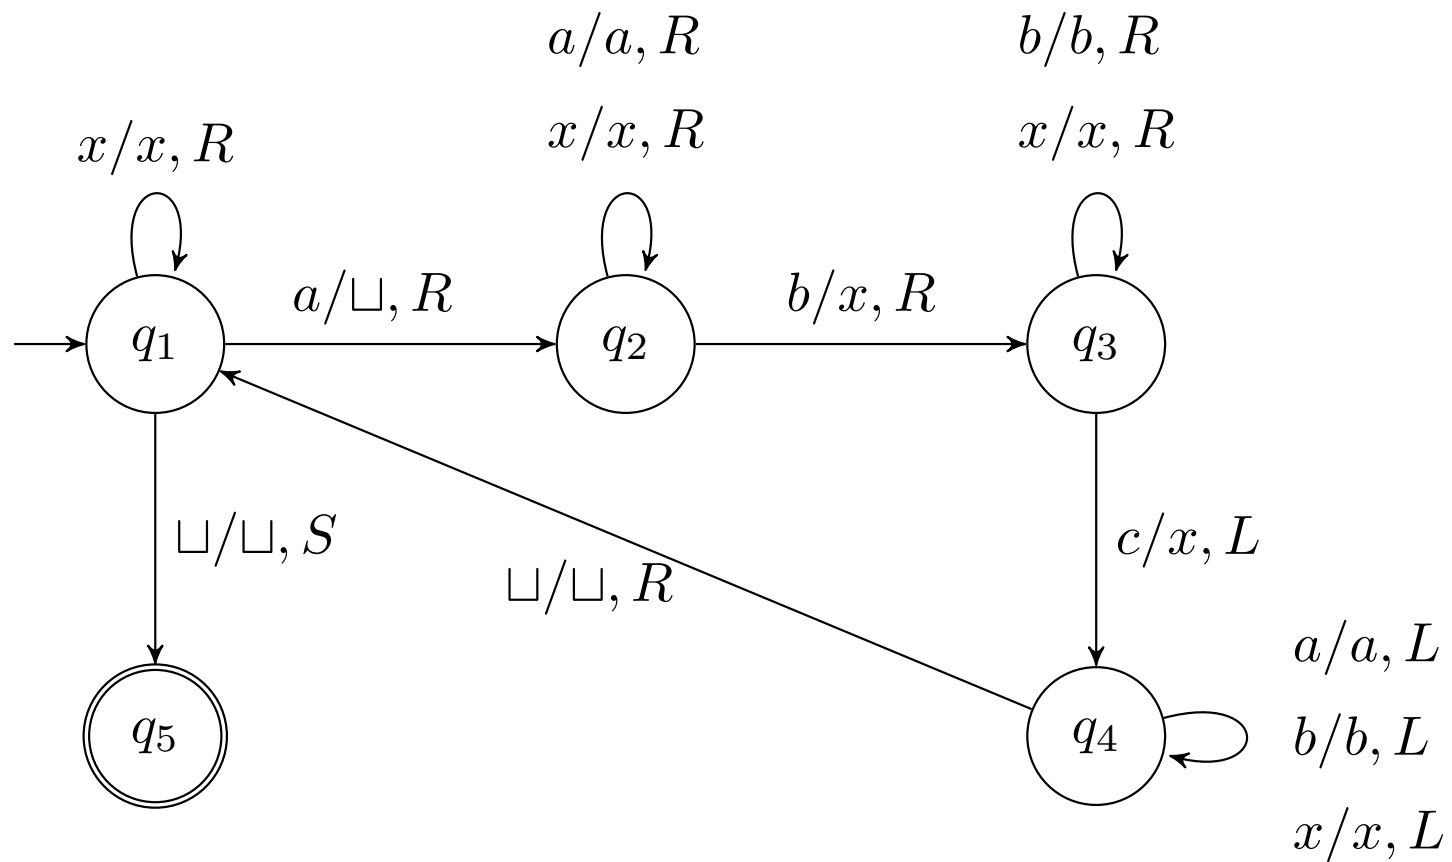 a/a, R
b/b, R
x/x, R
x/x, R
x/x, R
a/⊔, R
b/x, R
q₁
q₂
q₃
⊔/⊔, S
⊔/⊔, R
c/x, L
a/a, L
q₅
q₄
b/b, L
x/x, L